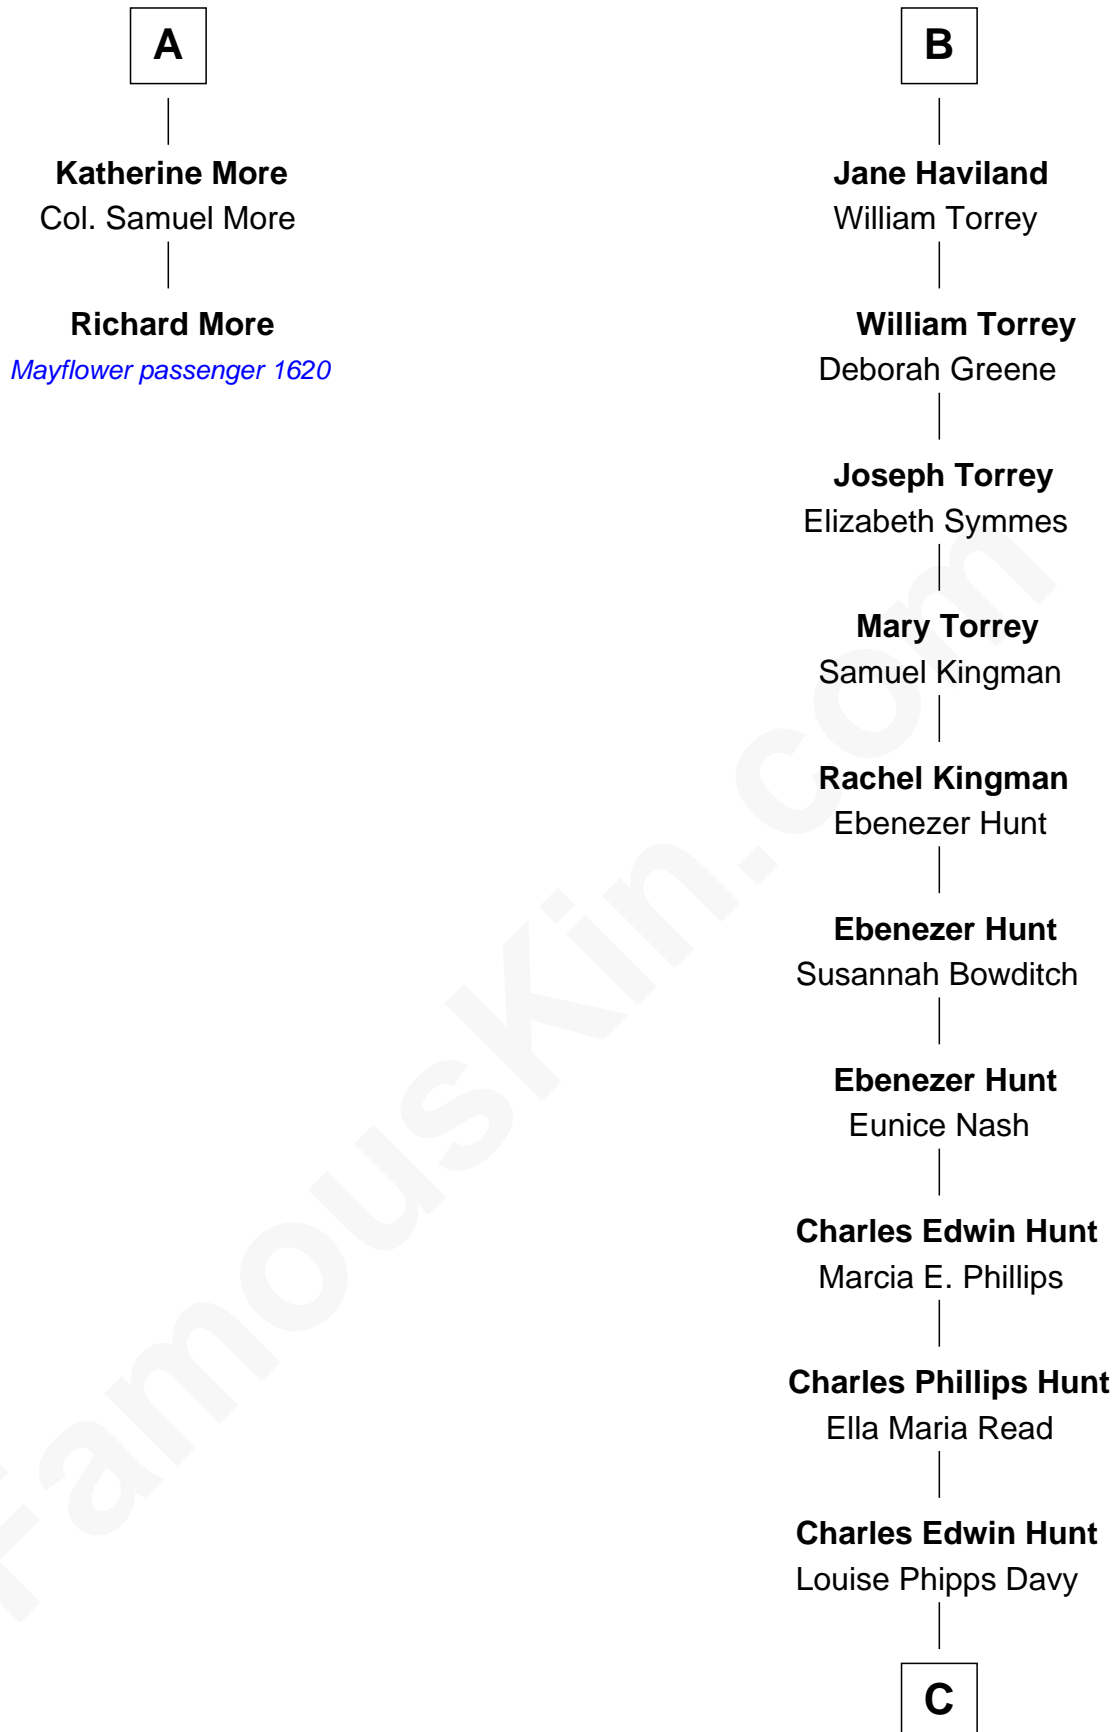 A
Katherine More
Col. Samuel More
Richard More
Mayflower passenger 1620
B
Jane Haviland
William Torrey
William Torrey
Deborah Greene
Joseph Torrey
Elizabeth Symmes
Mary Torrey
Samuel Kingman
Rachel Kingman
Ebenezer Hunt
Ebenezer Hunt
Susannah Bowditch
Ebenezer Hunt
Eunice Nash
Charles Edwin Hunt
Marcia E. Phillips
Charles Phillips Hunt
Ella Maria Read
Charles Edwin Hunt
Louise Phipps Davy
C
FamousKin.com